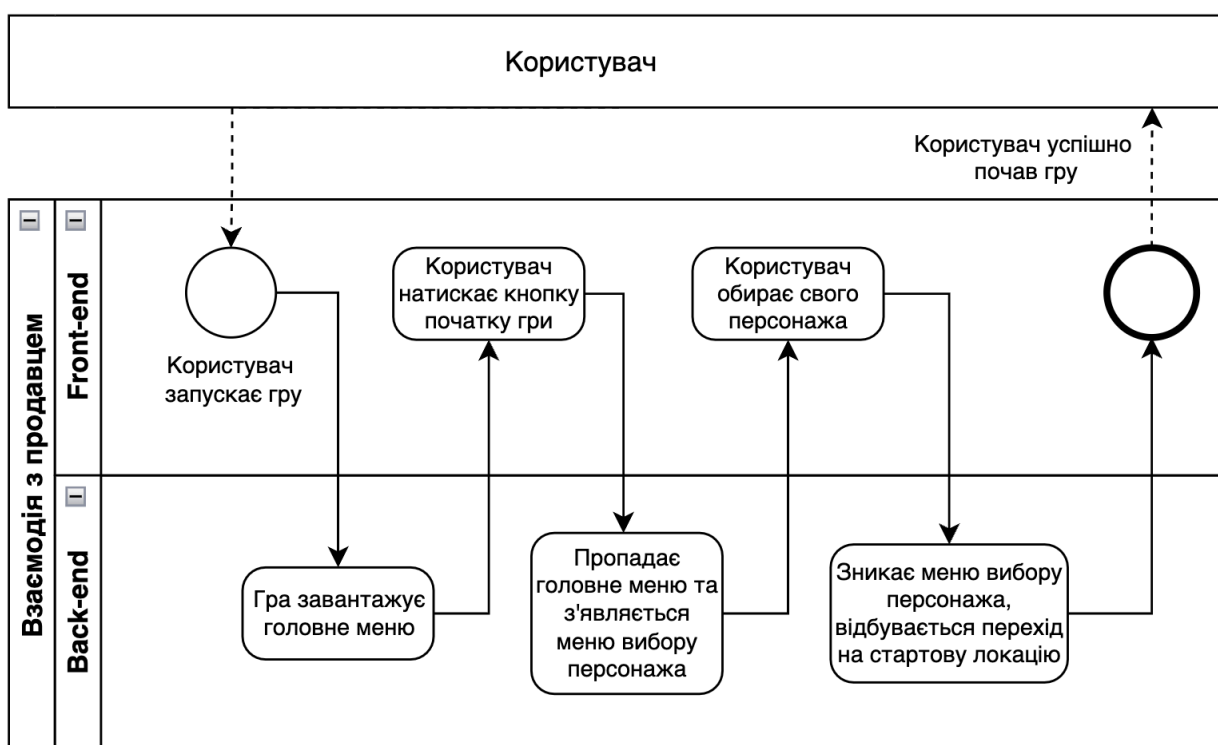 Користувач
Користувач успішно
почав гру
Взаємодія з продавцем
Front-end
Користувач
запускає гру
Користувач
натискає кнопку
початку гри
Користувач
обирає свого
персонажа
Back-end
Гра завантажує
головне меню
Пропадає
головне меню та
з'являється
меню вибору
персонажа
Зникає меню вибору
персонажа,
відбувається перехід
на стартову локацію